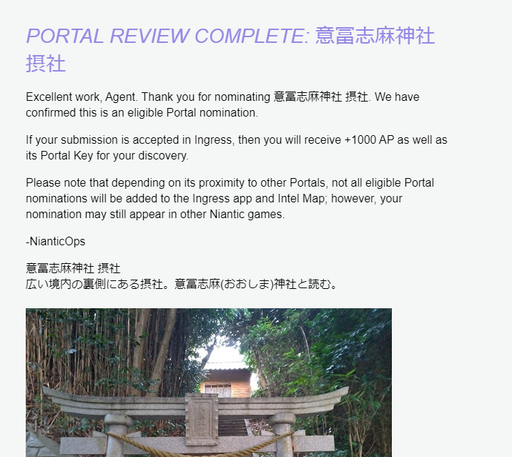 PORTAL REVIEW COMPLETE: 意冨志麻神社
摂社
Excellent work, Agent. Thank you for nominating 意冨志麻神社 摂社. We have
confirmed this is an eligible Portal nomination.
If your submission is accepted in Ingress, then you will receive +1000 AP as well as
its Portal Key for your discovery.
Please note that depending on its proximity to other Portals, not all eligible Portal
nominations will be added to the Ingress app and Intel Map; however, your
nomination may still appear in other Niantic games.
-NianticOps
意冨志麻神社 摂社
広い境内の裏側にある摂社。意冨志麻(おおしま)神社と読む。